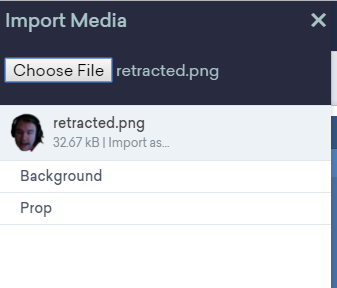 Import Media ×
Choose File retracted.png
retracted.png
32.67 kB | Import as...
Background
Prop